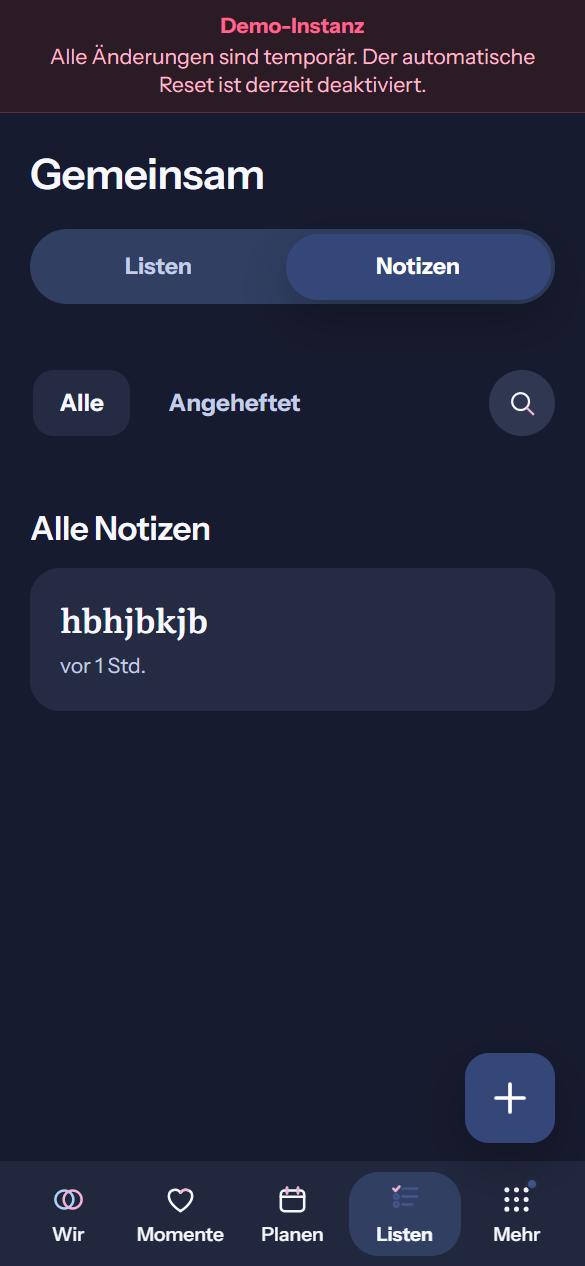 Demo-Instanz
Alle Änderungen sind temporär. Der automatische
Reset ist derzeit deaktiviert.
Gemeinsam
Listen
Notizen
Alle
Angeheftet
Alle Notizen
hbhjbkjb
vor 1 Std.
Wir
Momente
Planen
Listen
Mehr